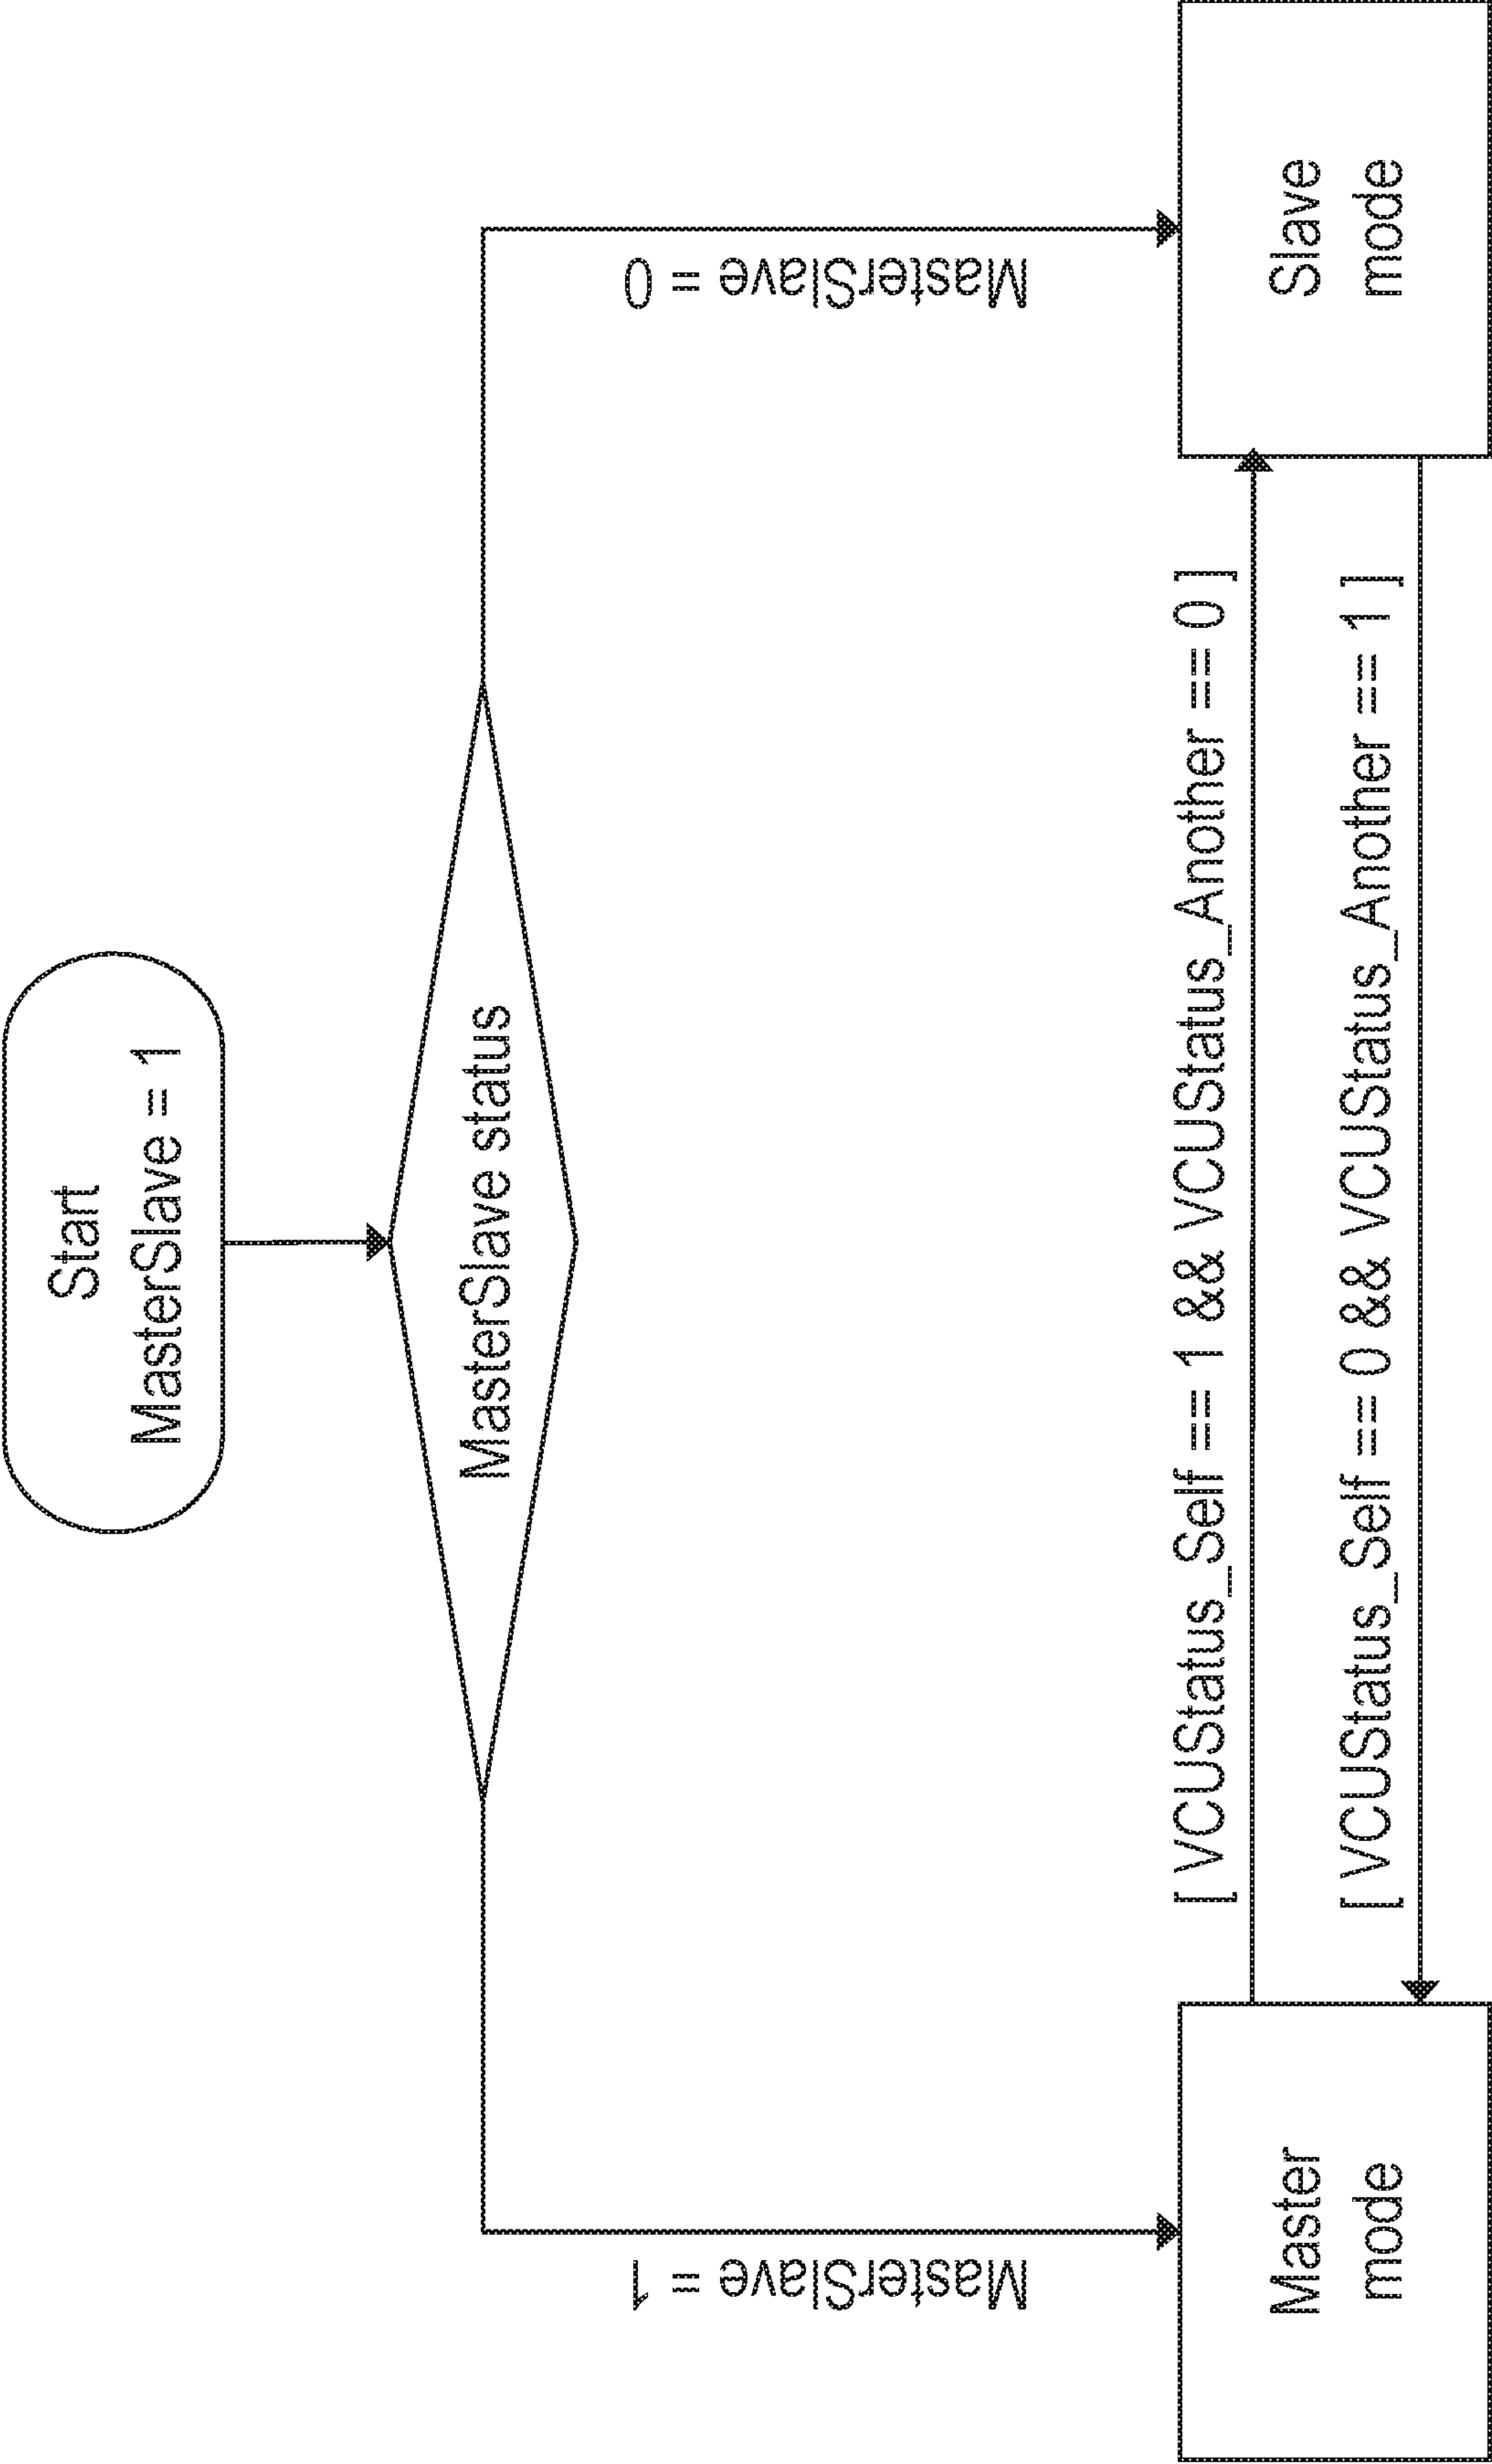 Start
MasterSlave = 1
MasterSlave status
MasterSlave = 1
MasterSlave = 0
[ VCUStatus_Self == 1 && VCUStatus_Another == 0 ]
[ VCUStatus_Self == 0 && VCUStatus_Another == 1 ]
Master
mode
Slave
mode